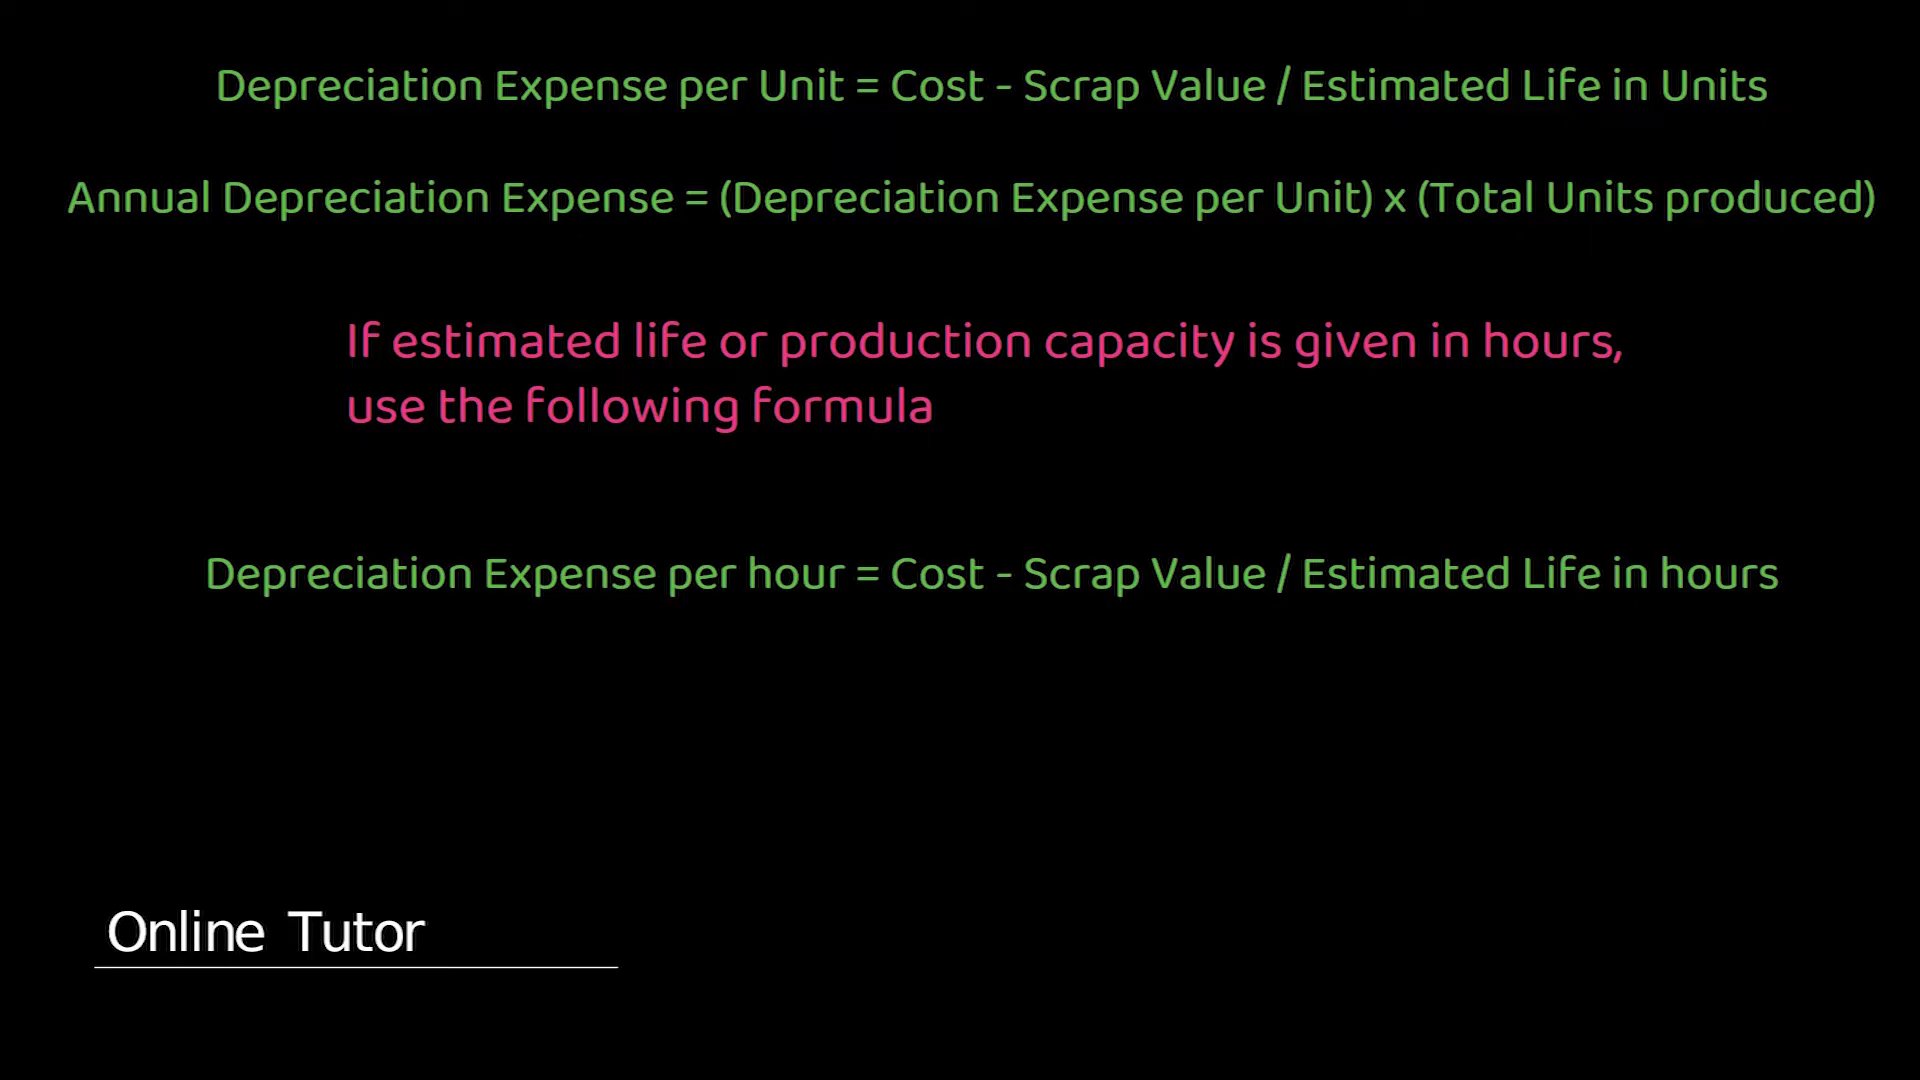 Depreciation Expense per Unit = Cost - Scrap Value / Estimated Life in Units
Annual Depreciation Expense = (Depreciation Expense per Unit) x (Total Units produced)
If estimated life or production capacity is given in hours,
use the following formula
Depreciation Expense per hour = Cost - Scrap Value / Estimated Life in hours
Online Tutor